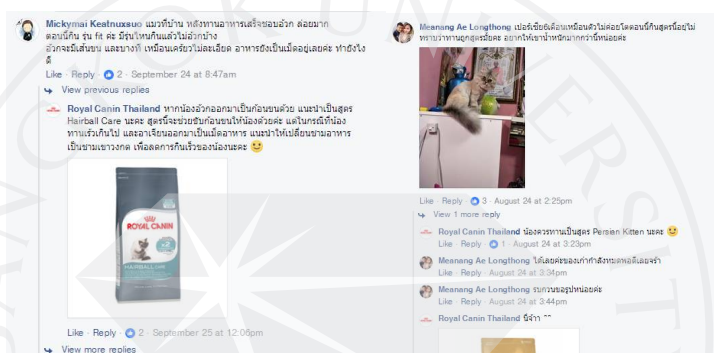 Mickymai Keatnuxsuo แมวที่บ้าน หลังทานอาหารเสร็จชอบอ้วก ล่อยมาก
ตอนนี้กิน รุ่น fit ค่ะ มีรุ่นไหนกินแล้วไม่อ้วกบ้าง
อ้วกจะมีเส้นขน และบางที เหมือนเคร้ยวไม่ละเอียด อาหารยังเป็นเม็ดอยู่เลยค่ะ ทำยังไง
ดี
Like · Reply · 2 · September 24 at 8:47am
View previous replies
Royal Canin Thailand หากน้องอ้วกออกมาเป็นก้อนขนด้วย แนะนำเป็นสูตร
Hairball Care นะคะ สูตรนี้จะช่วยขับก้อนขนให้น้องด้วยค่ะ แต่ในกรณีที่น้อง
ทานเร็วเกินไป และอาเจียนออกมาเป็นเม็ดอาหาร แนะนำให้เปลี่ยนชามอาหาร
เป็นชามเขาวงกต เพื่อลดการกินเร็วของน้องนะคะ
ROYAL CANIN
HAIRBALL CARE
Like · Reply · 2 · September 25 at 12:06pm
View more replies
Meanang Ae Longthong เปอร์เซีย6เดือนเหมือนตัวไม่ค่อยโตตอนนี้กินสูตรนี้อยู่ไม่
ทราบว่าทานถูกสูตรมั้ยคะ อยากให้เขาน้ำหนักมากกว่านี้หน่อยค่ะ
Like · Reply · 3 · August 24 at 2:25pm
View 1 more reply
Royal Canin Thailand น้องควรทานเป็นสูตร Persian Kitten นะคะ
Like · Reply · 1 · August 24 at 3:23pm
Meanang Ae Longthong ได้เลยค่ะของเก่ากำลังหมดพอดีเลยจร้า
Like · Reply · August 24 at 3:34pm
Meanang Ae Longthong รบกวนขอรูปหน่อยค่ะ
Like · Reply · August 24 at 3:44pm
Royal Canin Thailand นี่จ้าา ^^